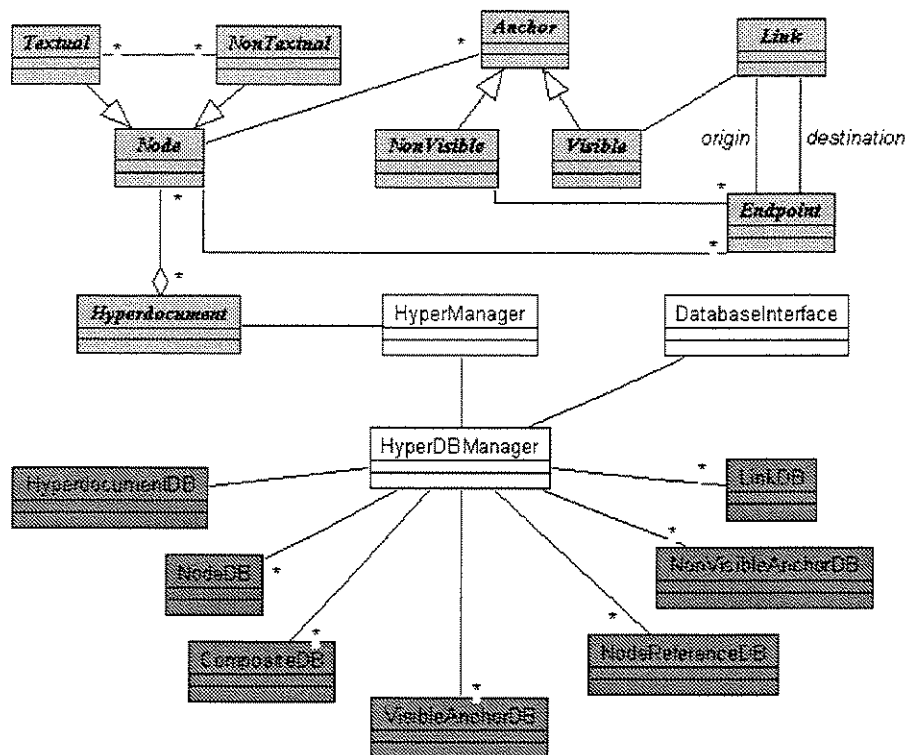 Textual
*
*
NonTextual
*
Anchor
Link
Node
NonVisible
Visible
origin
destination
*
*
Endpoint
*
*
Hyperdocument
HyperManager
DatabaseInterface
HyperDBManager
HyperdocumentDB
*
LinkDB
NodeDB
*
*
NonVisibleAnchorDB
*
CompositeDB
*
NodeReferenceDB
*
VisibleAnchorDB